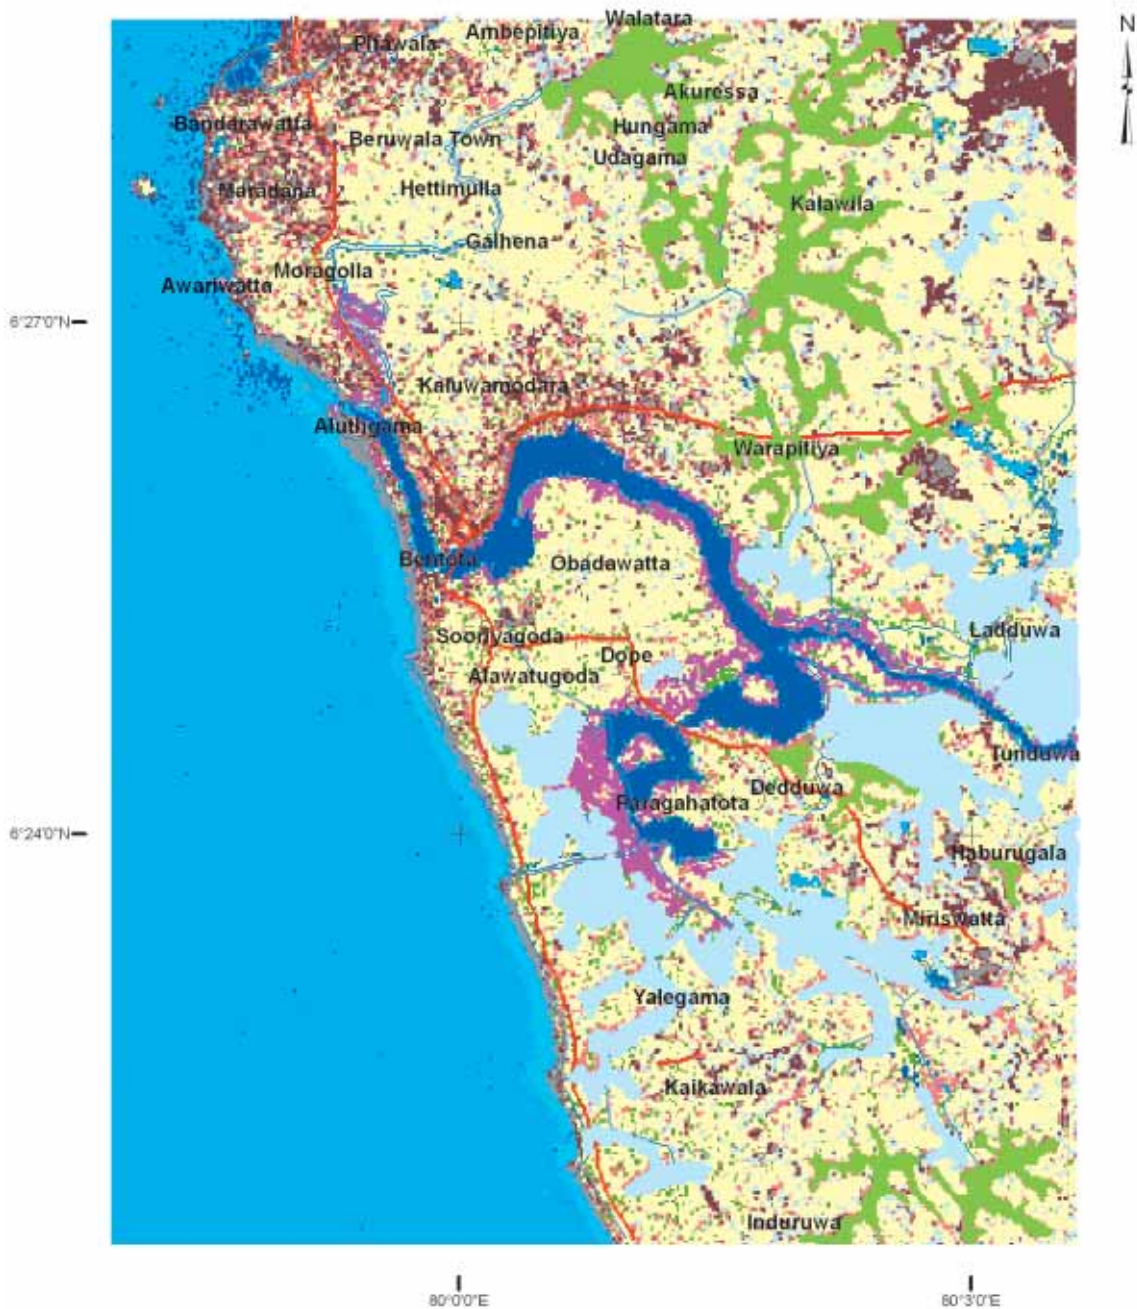 Walatara
N
Ambepitiya
Pitawala
Akuressa
Bandarawatta
Hungama
Beruwala Town
Udagama
Maradana
Hettimulla
Kalawila
Galhena
Moragolla
Awariwatta
6°27'0"N
Kaluwamodara
Aluthgama
Warapitiya
Bentota
Obadawatta
Ladduwa
Sooriyagoda
Dope
Alawatugoda
Tunduwa
Dedduwa
Paragahatota
6°24'0"N
Haburugala
Miriswatta
Yalegama
Kaikawala
Induruwa
80°0'0"E
80°3'0"E